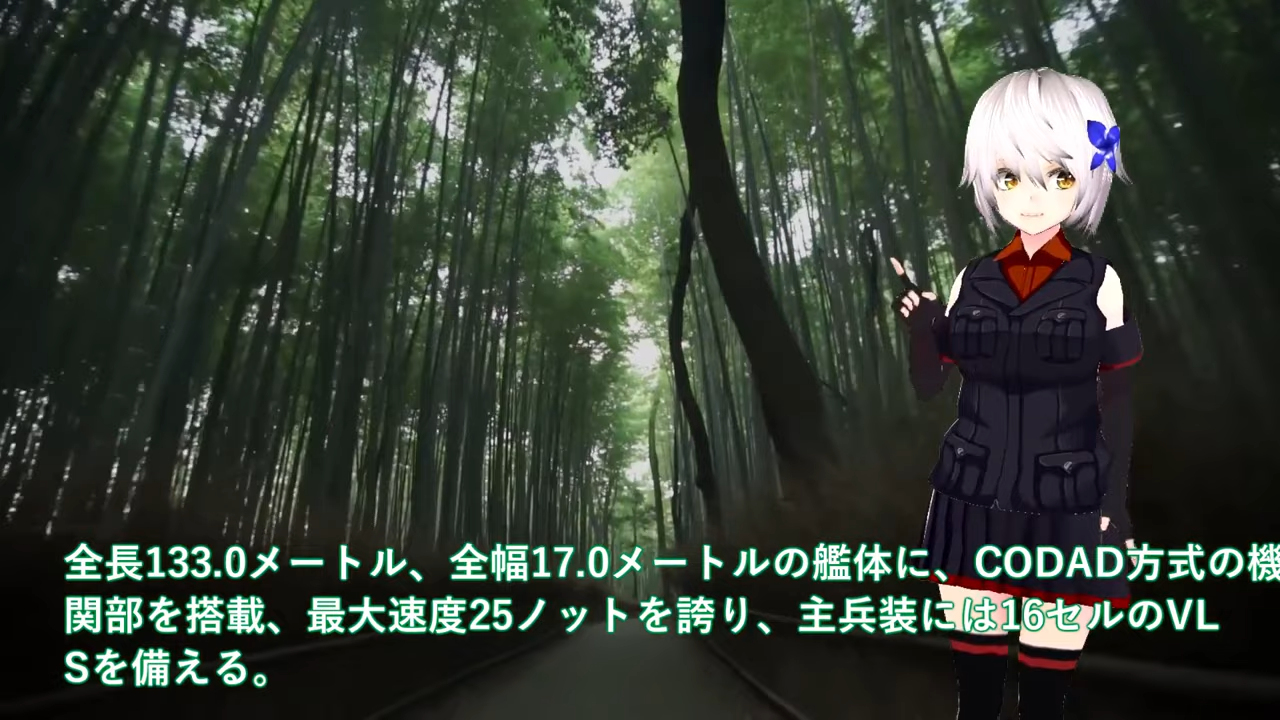 全長133.0メートル、全幅17.0メートルの艦体に、CODAD方式の機
関部を搭載、最大速度25ノットを誇り、主兵装には16セルのVL
Sを備える。